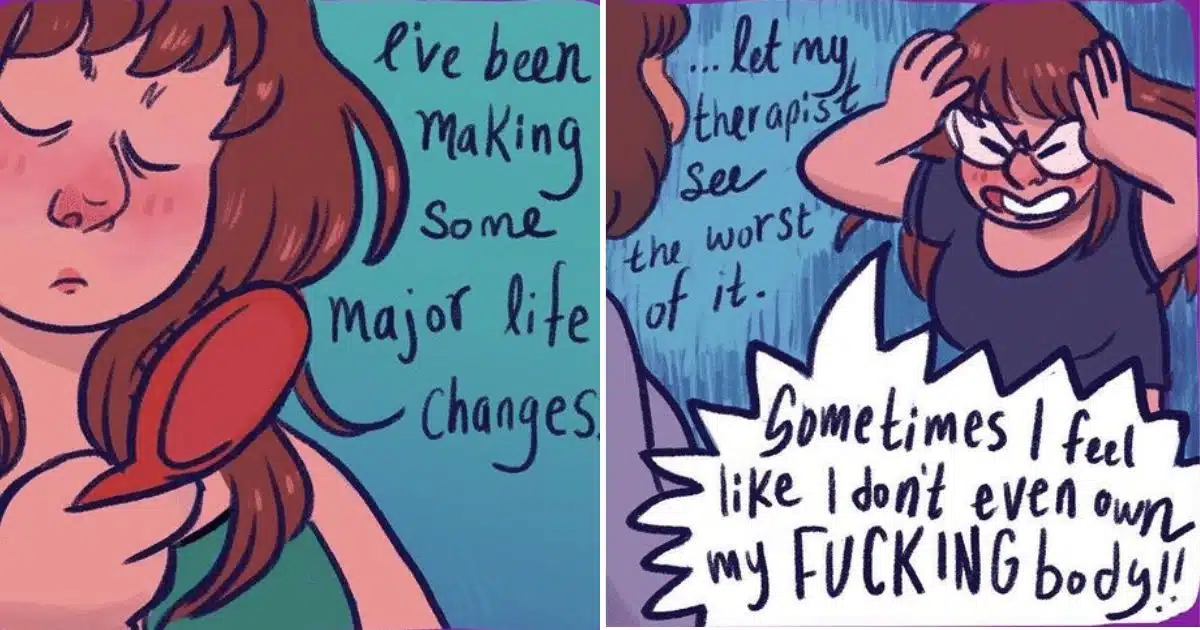 I've been
making
some
major life
changes.
...let my
therapist
see
the worst
of it.
Sometimes I feel
like I don't even own
my FUCKING body!!